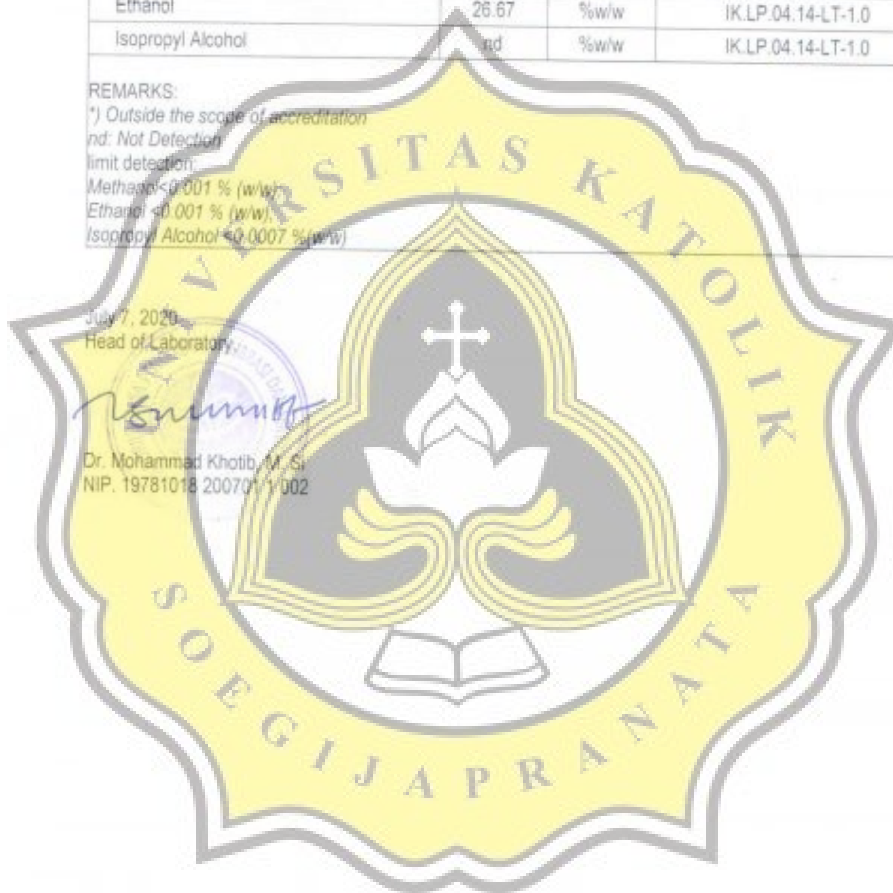 Ethanol 26.67 %w/w IK.LP.04.14-LT-1.0
Isopropyl Alcohol nd %w/w IK.LP.04.14-LT-1.0
REMARKS:
*) Outside the scope of accreditation
nd: Not Detection
limit detection:
Methanol<0.001 % (w/w);
Ethanol <0.001 % (w/w);
Isopropyl Alcohol <0.0007 %(w/w)
July 7, 2020
Head of Laboratory
Dr. Mohammad Khotib, M. Si
NIP. 19781018 200701 1 002
UNIVERSITAS KATOLIK
SOEGIJAPRANATA